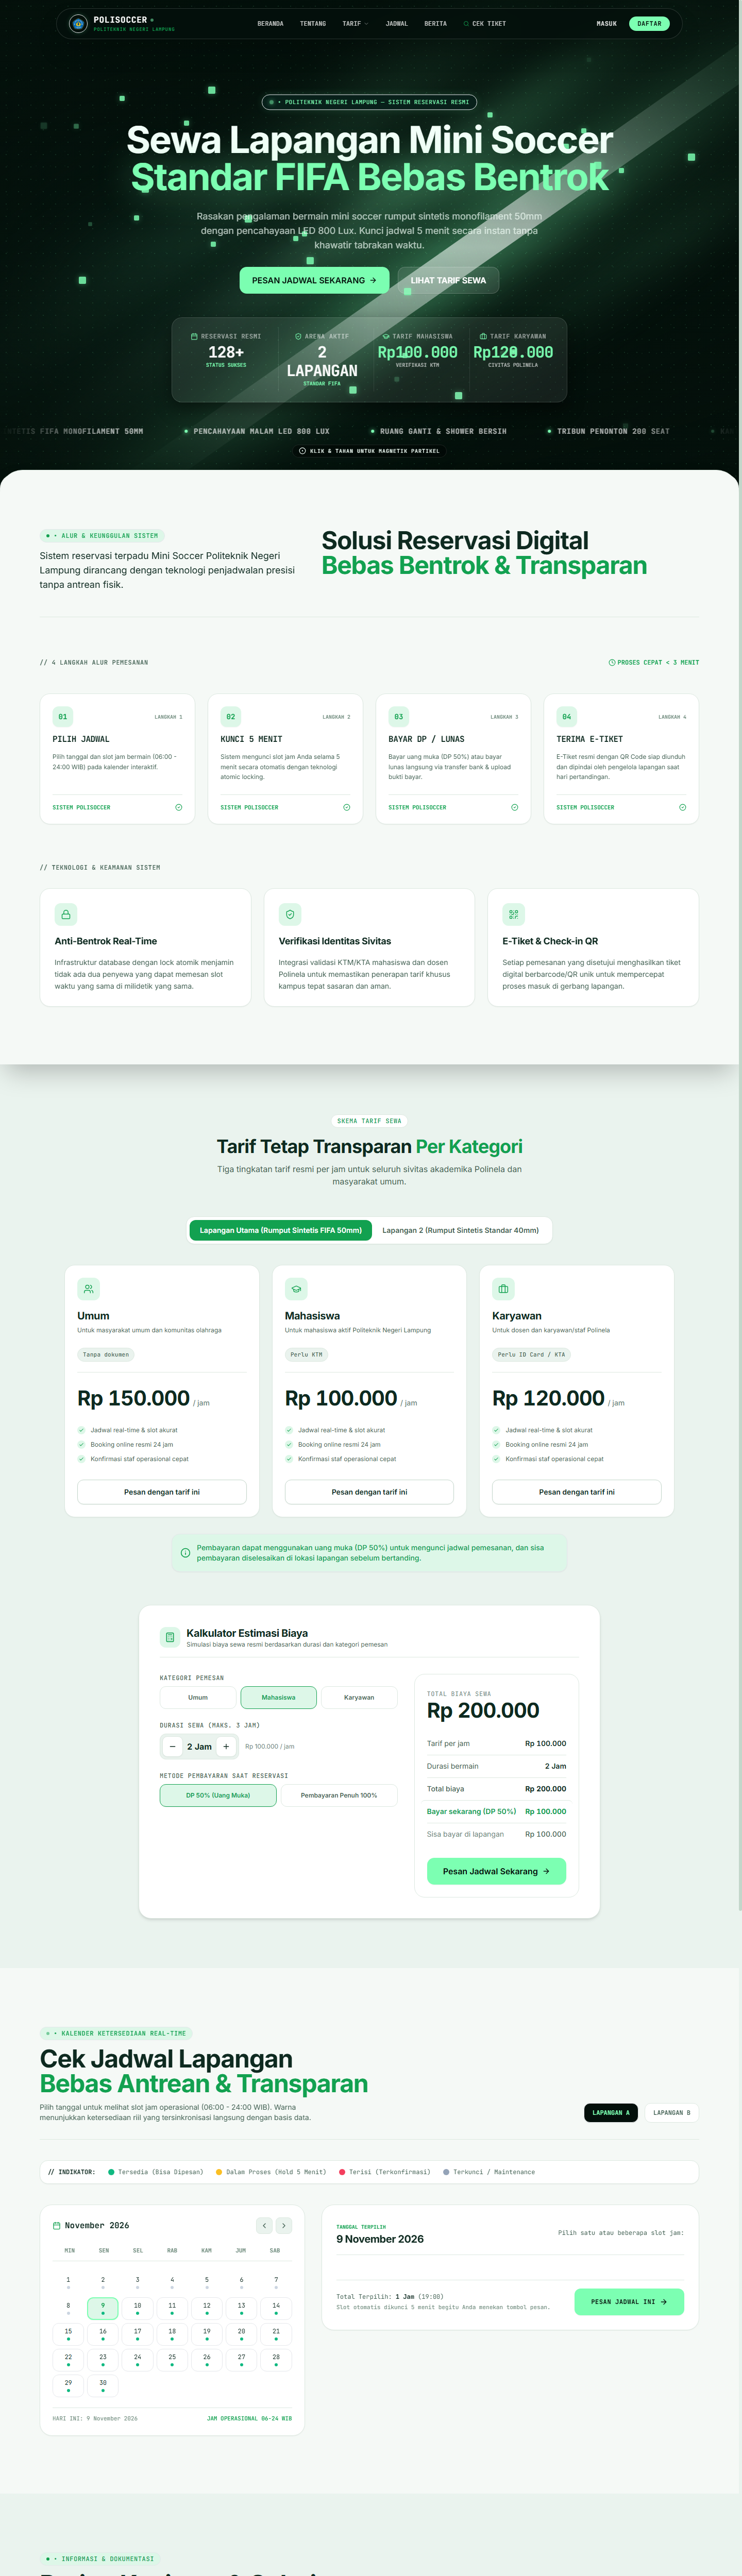 POLISOCCER
POLITEKNIK NEGERI LAMPUNG
BERANDA
TENTANG
TARIF
JADWAL
BERITA
CEK TIKET
MASUK
DAFTAR
• POLITEKNIK NEGERI LAMPUNG — SISTEM RESERVASI RESMI
Sewa Lapangan Mini Soccer
Standar FIFA Bebas Bentrok
Rasakan pengalaman bermain mini soccer rumput sintetis monofilament 50mm
dengan pencahayaan LED 800 Lux. Kunci jadwal 5 menit secara instan tanpa
khawatir tabrakan waktu.
PESAN JADWAL SEKARANG →
LIHAT TARIF SEWA
RESERVASI RESMI
128+
STATUS SUKSES
ARENA AKTIF
2
LAPANGAN
STANDAR FIFA
TARIF MAHASISWA
Rp100.000
VERIFIKASI KTM
TARIF KARYAWAN
Rp120.000
CIVITAS POLINELA
TETIS FIFA MONOFILAMENT 50MM
PENCAHAYAAN MALAM LED 800 LUX
RUANG GANTI & SHOWER BERSIH
TRIBUN PENONTON 200 SEAT
KLIK & TAHAN UNTUK MAGNETIK PARTIKEL
• ALUR & KEUNGGULAN SISTEM
Sistem reservasi terpadu Mini Soccer Politeknik Negeri
Lampung dirancang dengan teknologi penjadwalan presisi
tanpa antrean fisik.
Solusi Reservasi Digital
Bebas Bentrok & Transparan
// 4 LANGKAH ALUR PEMESANAN
PROSES CEPAT < 3 MENIT
01
LANGKAH 1
PILIH JADWAL
Pilih tanggal dan slot jam bermain (06:00 -
24:00 WIB) pada kalender interaktif.
SISTEM POLISOCCER
02
LANGKAH 2
KUNCI 5 MENIT
Sistem mengunci slot jam Anda selama 5
menit secara otomatis dengan teknologi
atomic locking.
SISTEM POLISOCCER
03
LANGKAH 3
BAYAR DP / LUNAS
Bayar uang muka (DP 50%) atau bayar
lunas langsung via transfer bank & upload
bukti bayar.
SISTEM POLISOCCER
04
LANGKAH 4
TERIMA E-TIKET
E-Tiket resmi dengan QR Code siap diunduh
dan dipindai oleh pengelola lapangan saat
hari pertandingan.
SISTEM POLISOCCER
// TEKNOLOGI & KEAMANAN SISTEM
Anti-Bentrok Real-Time
Infrastruktur database dengan lock atomik menjamin
tidak ada dua penyewa yang dapat memesan slot
waktu yang sama di milidetik yang sama.
Verifikasi Identitas Sivitas
Integrasi validasi KTM/KTA mahasiswa dan dosen
Polinela untuk memastikan penerapan tarif khusus
kampus tepat sasaran dan aman.
E-Tiket & Check-in QR
Setiap pemesanan yang disetujui menghasilkan tiket
digital berbarcode/QR unik untuk mempercepat
proses masuk di gerbang lapangan.
SKEMA TARIF SEWA
Tarif Tetap Transparan Per Kategori
Tiga tingkatan tarif resmi per jam untuk seluruh sivitas akademika Polinela dan
masyarakat umum.
Lapangan Utama (Rumput Sintetis FIFA 50mm)
Lapangan 2 (Rumput Sintetis Standar 40mm)
Umum
Untuk masyarakat umum dan komunitas olahraga
Tanpa dokumen
Rp 150.000 / jam
Jadwal real-time & slot akurat
Booking online resmi 24 jam
Konfirmasi staf operasional cepat
Pesan dengan tarif ini
Mahasiswa
Untuk mahasiswa aktif Politeknik Negeri Lampung
Perlu KTM
Rp 100.000 / jam
Jadwal real-time & slot akurat
Booking online resmi 24 jam
Konfirmasi staf operasional cepat
Pesan dengan tarif ini
Karyawan
Untuk dosen dan karyawan/staf Polinela
Perlu ID Card / KTA
Rp 120.000 / jam
Jadwal real-time & slot akurat
Booking online resmi 24 jam
Konfirmasi staf operasional cepat
Pesan dengan tarif ini
Pembayaran dapat menggunakan uang muka (DP 50%) untuk mengunci jadwal pemesanan, dan sisa
pembayaran diselesaikan di lokasi lapangan sebelum bertanding.
Kalkulator Estimasi Biaya
Simulasi biaya sewa resmi berdasarkan durasi dan kategori pemesan
KATEGORI PEMESAN
Umum
Mahasiswa
Karyawan
DURASI SEWA (MAKS. 3 JAM)
− 2 Jam +
Rp 100.000 / jam
METODE PEMBAYARAN SAAT RESERVASI
DP 50% (Uang Muka)
Pembayaran Penuh 100%
TOTAL BIAYA SEWA
Rp 200.000
Tarif per jam Rp 100.000
Durasi bermain 2 Jam
Total biaya Rp 200.000
Bayar sekarang (DP 50%) Rp 100.000
Sisa bayar di lapangan Rp 100.000
Pesan Jadwal Sekarang →
• KALENDER KETERSEDIAAN REAL-TIME
Cek Jadwal Lapangan
Bebas Antrean & Transparan
Pilih tanggal untuk melihat slot jam operasional (06:00 - 24:00 WIB). Warna
menunjukkan ketersediaan riil yang tersinkronisasi langsung dengan basis data.
LAPANGAN A
LAPANGAN B
// INDIKATOR:
Tersedia (Bisa Dipesan)
Dalam Proses (Hold 5 Menit)
Terisi (Terkonfirmasi)
Terkunci / Maintenance
November 2026
MIN SEN SEL RAB KAM JUM SAB
1 2 3 4 5 6 7
8 9 10 11 12 13 14
15 16 17 18 19 20 21
22 23 24 25 26 27 28
29 30
HARI INI: 9 November 2026
JAM OPERASIONAL 06-24 WIB
TANGGAL TERPILIH
9 November 2026
Pilih satu atau beberapa slot jam:
Total Terpilih: 1 Jam (19:00)
Slot otomatis dikunci 5 menit begitu Anda menekan tombol pesan.
PESAN JADWAL INI →
• INFORMASI & DOKUMENTASI